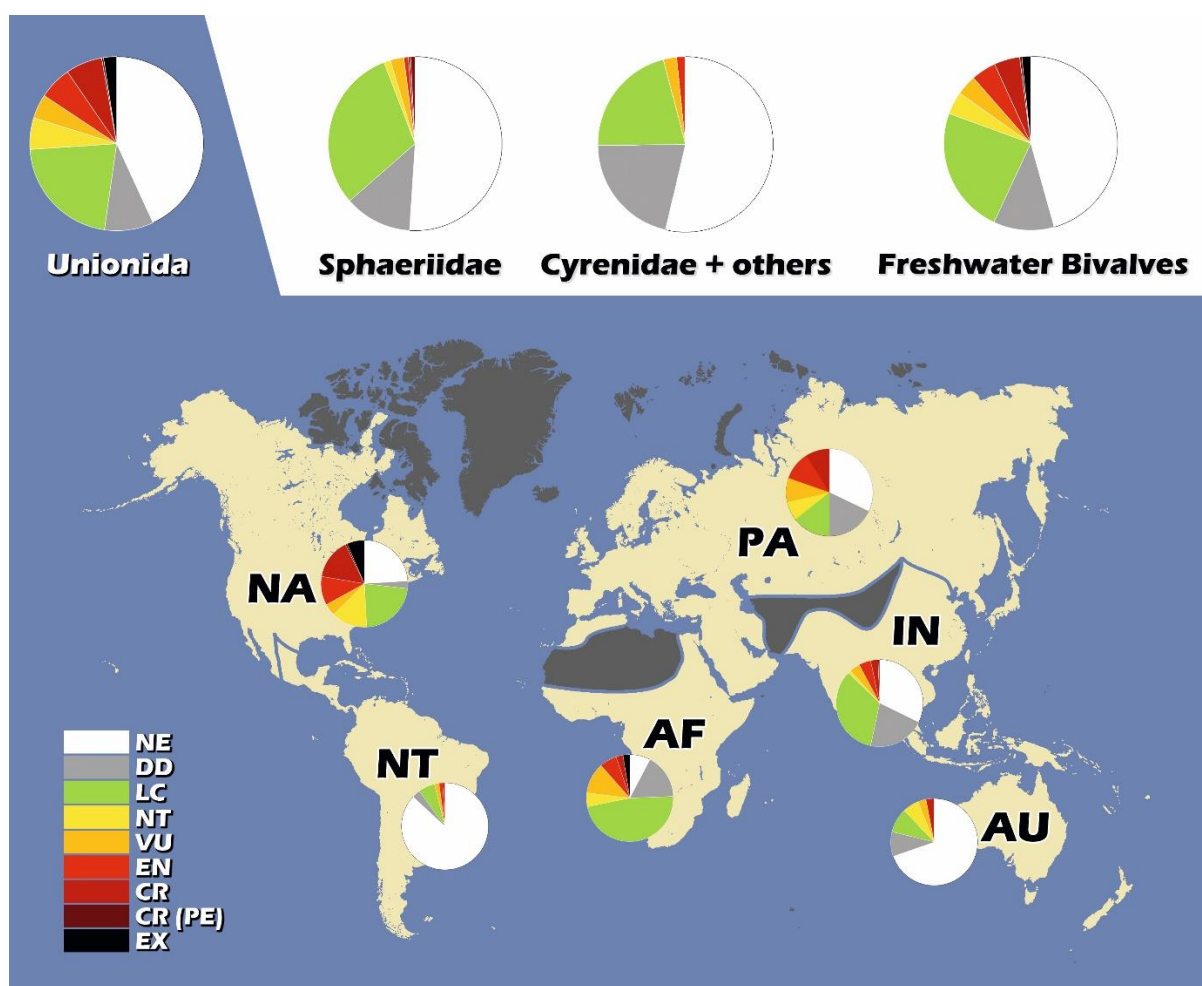 Unionida
Sphaeriidae
Cyrenidae + others
Freshwater Bivalves
PA
NA
IN
AF
NT
AU
NE
DD
LC
NT
VU
EN
CR
CR (PE)
EX